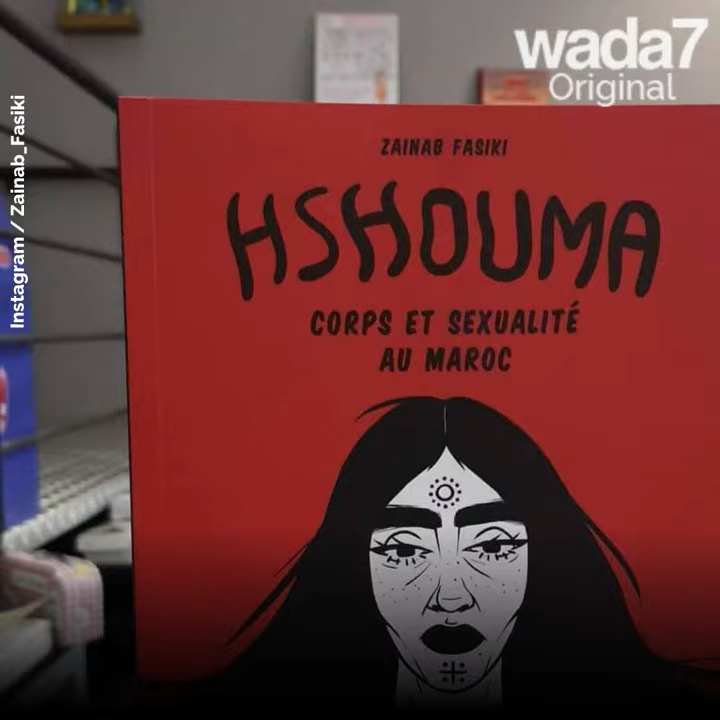 wada7
Original
Instagram / Zainab_Fasiki
ZAINAB FASIKI
HSHOUMA
CORPS ET SEXUALITÉ
AU MAROC